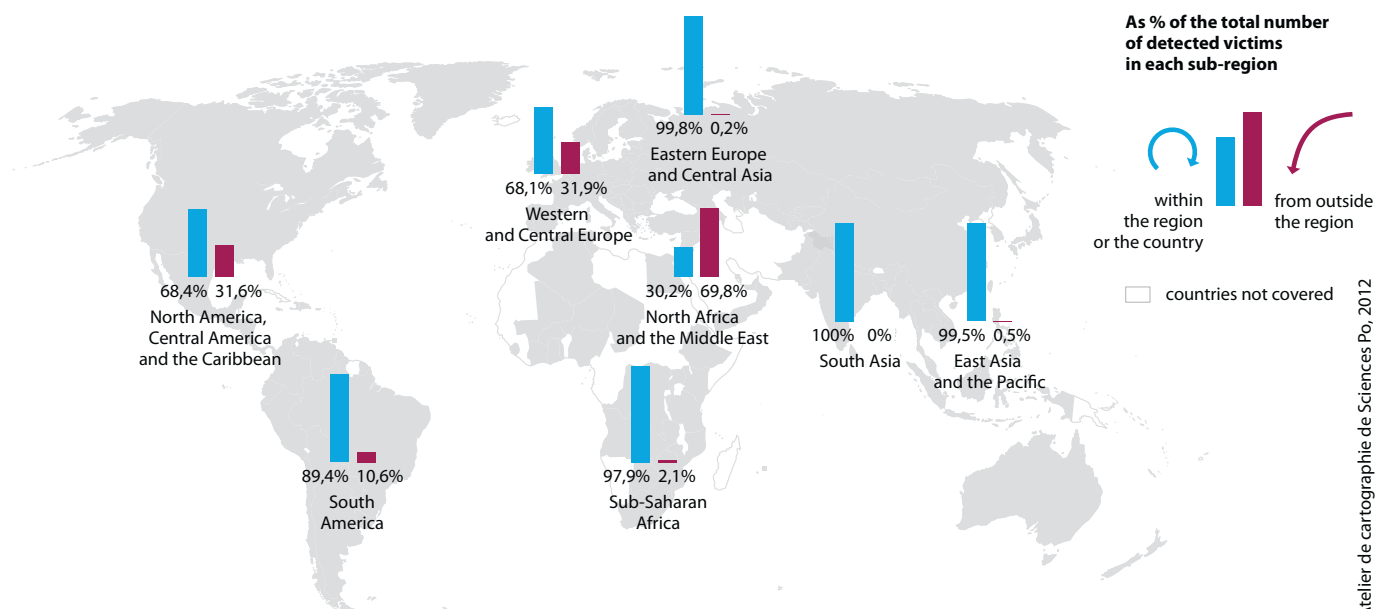 As % of the total number
of detected victims
in each sub-region
within
the region
or the country
from outside
the region
countries not covered
99,8% 0,2%
Eastern Europe
and Central Asia
68,1% 31,9%
Western
and Central Europe
68,4% 31,6%
North America,
Central America
and the Caribbean
30,2% 69,8%
North Africa
and the Middle East
100% 0%
South Asia
99,5% 0,5%
East Asia
and the Pacific
89,4% 10,6%
South
America
97,9% 2,1%
Sub-Saharan
Africa
Atelier de cartographie de Sciences Po, 2012